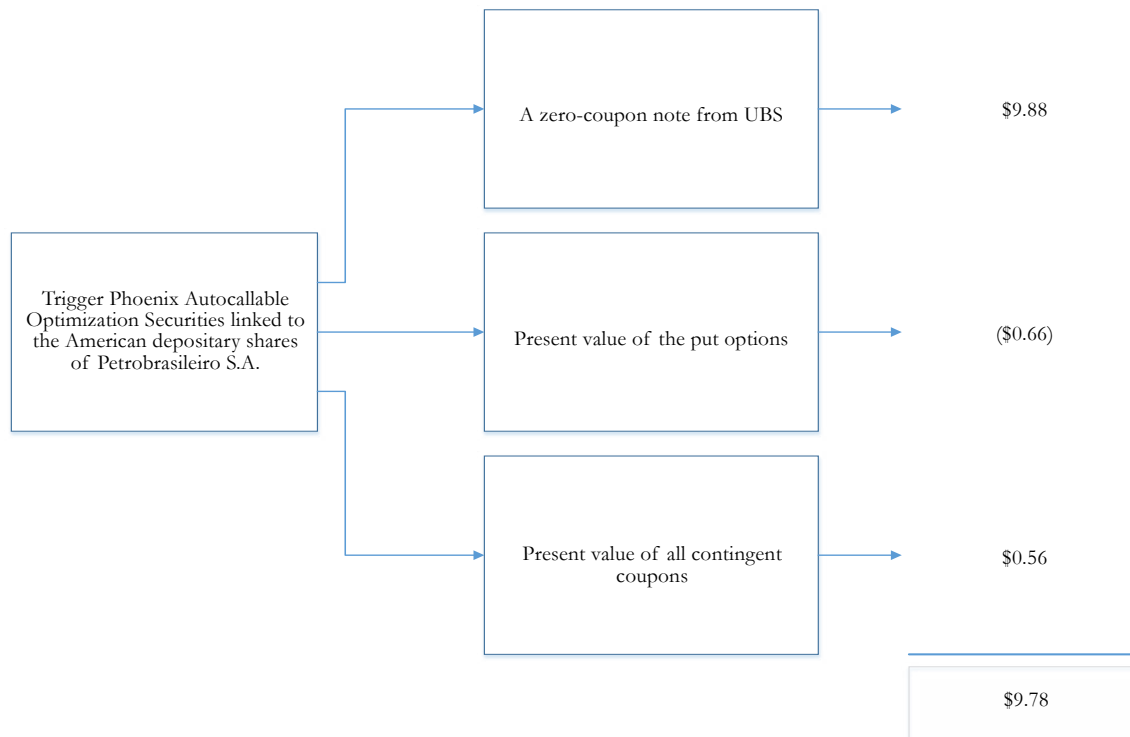 A zero-coupon note from UBS
$9.88
Trigger Phoenix Autocallable
Optimization Securities linked to
the American depositary shares
of Petrobrasileiro S.A.
Present value of the put options
($0.66)
Present value of all contingent
coupons
$0.56
$9.78